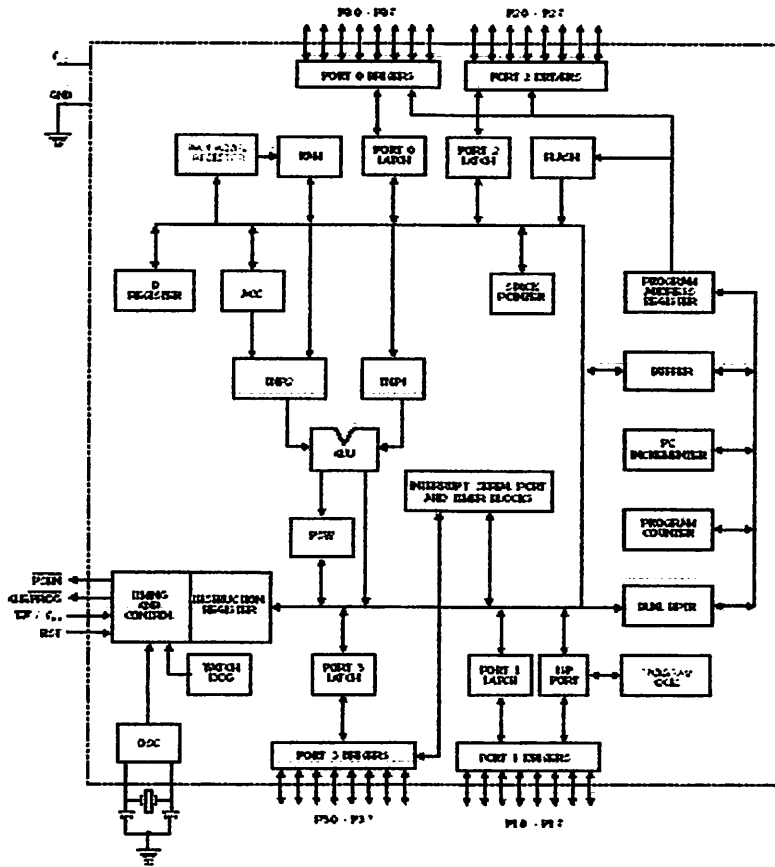 P0.0 - P0.7
P2.0 - P2.7
PORT 0 DRIVERS
PORT 2 DRIVERS
GND
REGISTER
RAM
PORT 0
LATCH
PORT 2
LATCH
FLASH
B
REGISTER
ACC
STACK
POINTER
PROGRAM
ADDRESS
REGISTER
TMP2
TMP1
BUFFER
ALU
PC
INCREMENTER
INTERRUPT SERIAL PORT
AND TIMER BLOCKS
PSW
PROGRAM
COUNTER
PSEN
ALE/PROG
RST
TIMING
AND
CONTROL
INSTRUCTION
REGISTER
DUAL DPTR
WATCH
DOG
PORT 3
LATCH
PORT 1
LATCH
ISP
PORT
PROGRAM
OSC
PORT 3 DRIVERS
PORT 1 DRIVERS
P3.0 - P3.7
P1.0 - P1.7